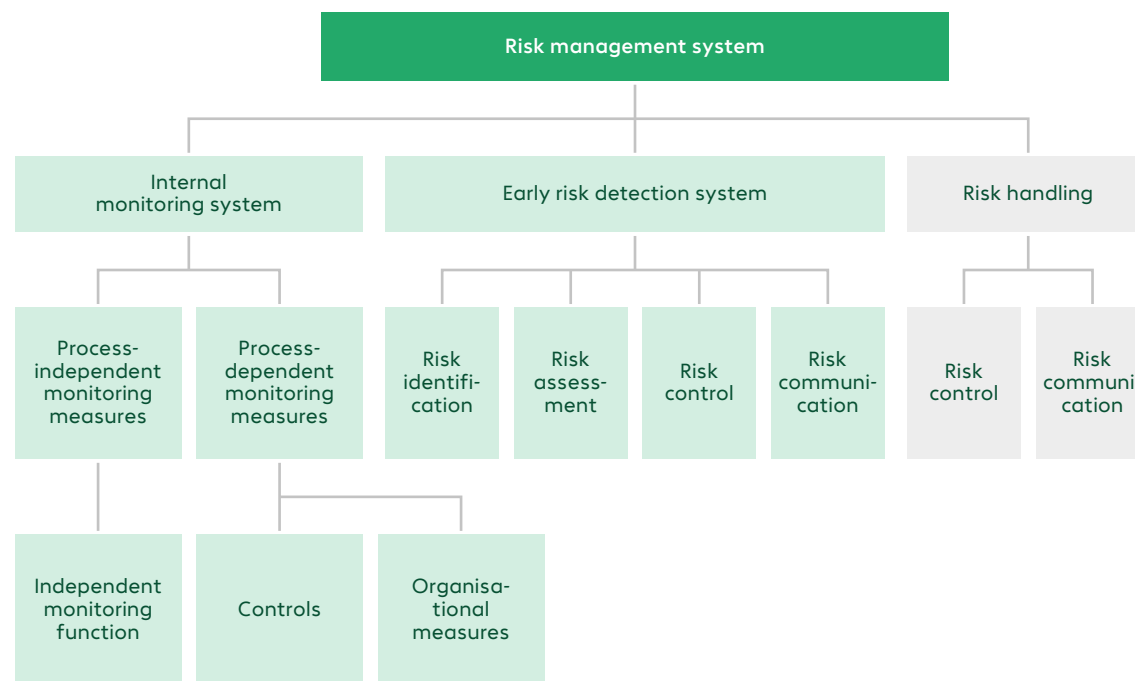 Risk management system
Internal
monitoring system
Early risk detection system
Risk handling
Process-
independent
monitoring
measures
Process-
dependent
monitoring
measures
Risk
identifi-
cation
Risk
assess-
ment
Risk
control
Risk
communi-
cation
Risk
control
Risk
communi-
cation
Independent
monitoring
function
Controls
Organisa-
tional
measures